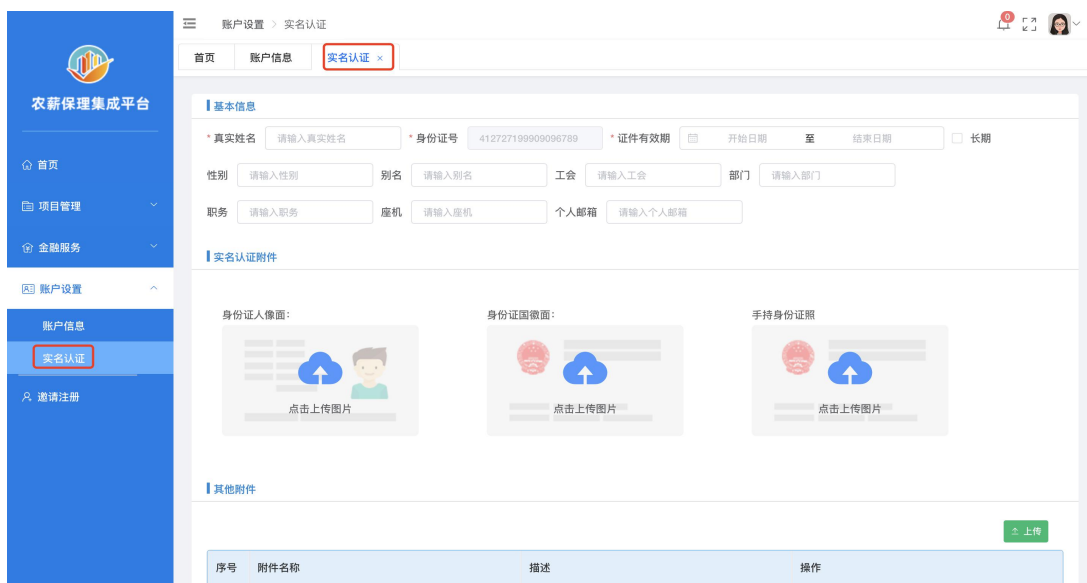 账户设置 > 实名认证
0
首页 账户信息 实名认证 ×
农薪保理集成平台
首页
项目管理
金融服务
账户设置
账户信息
实名认证
邀请注册
基本信息
* 真实姓名 请输入真实姓名 * 身份证号 412727199909096789 * 证件有效期 开始日期 至 结束日期 长期
性别 请输入性别 别名 请输入别名 工会 请输入工会 部门 请输入部门
职务 请输入职务 座机 请输入座机 个人邮箱 请输入个人邮箱
实名认证附件
身份证人像面: 身份证国徽面: 手持身份证照
点击上传图片 点击上传图片 点击上传图片
其他附件
上传
序号 附件名称 描述 操作